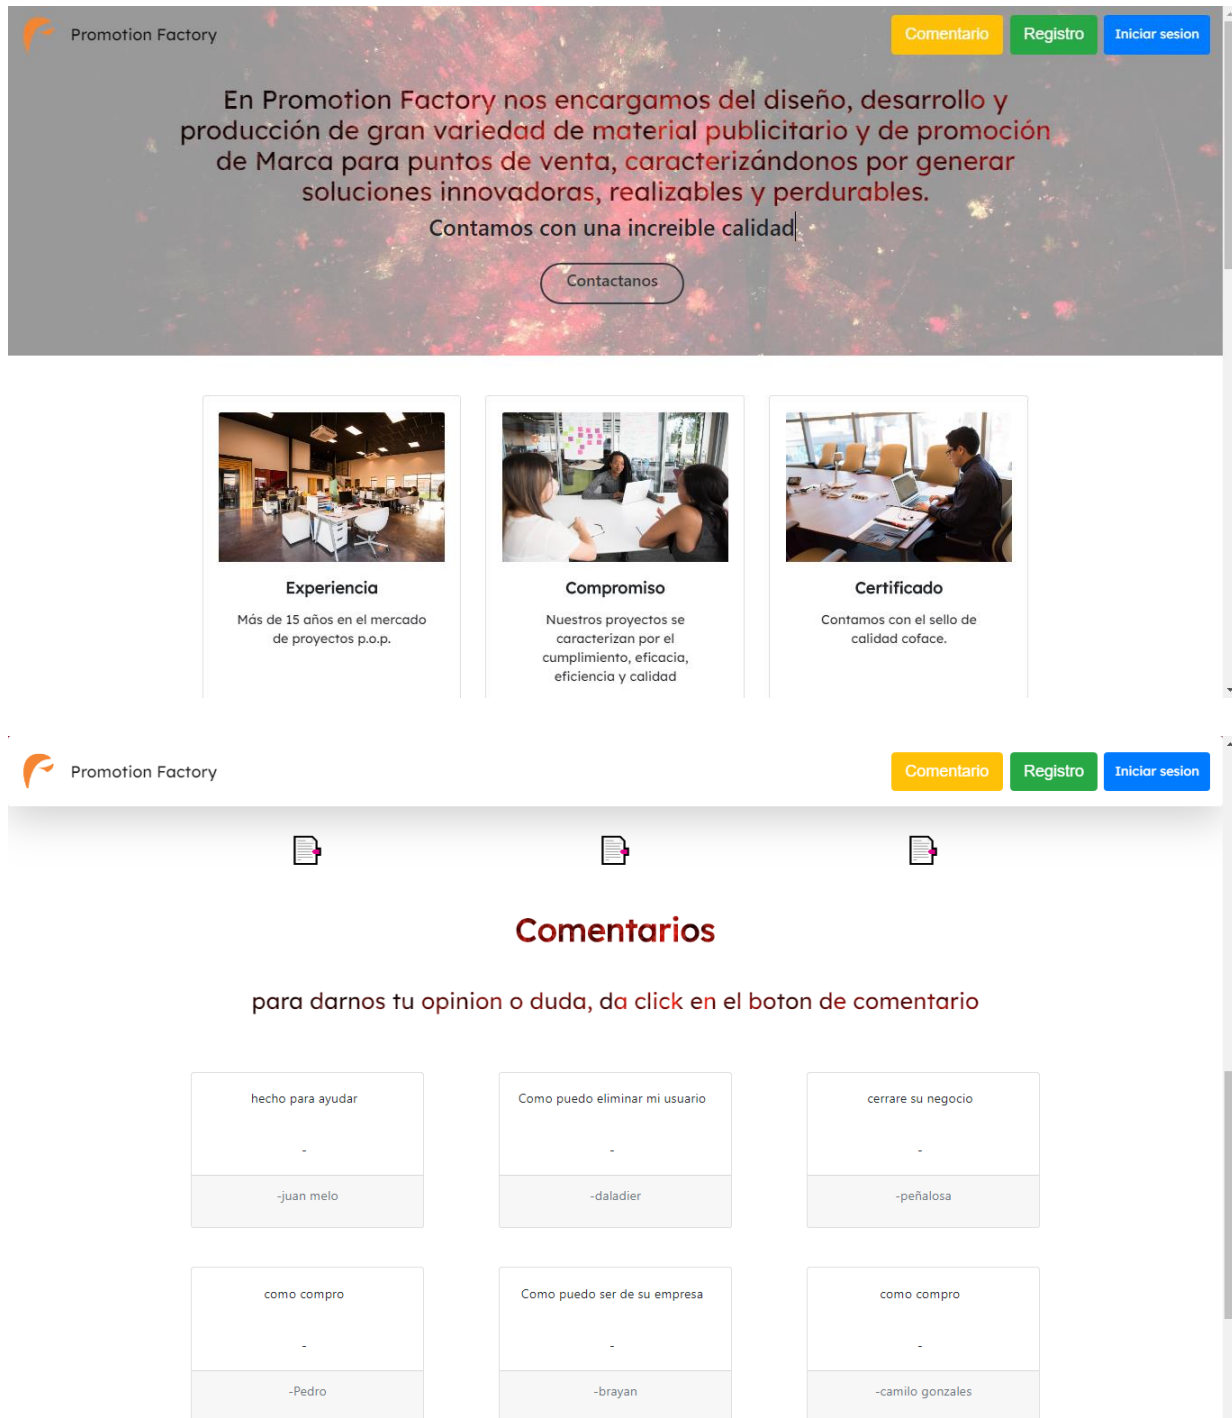 Promotion Factory
Comentario
Registro
Iniciar sesion
En Promotion Factory nos encargamos del diseño, desarrollo y
producción de gran variedad de material publicitario y de promoción
de Marca para puntos de venta, caracterizándonos por generar
soluciones innovadoras, realizables y perdurables.
Contamos con una increible calidad
Contactanos
Experiencia
Más de 15 años en el mercado
de proyectos p.o.p.
Compromiso
Nuestros proyectos se
caracterizan por el
cumplimiento, eficacia,
eficiencia y calidad
Certificado
Contamos con el sello de
calidad coface.
Promotion Factory
Comentario
Registro
Iniciar sesion
Comentarios
para darnos tu opinion o duda, da click en el boton de comentario
hecho para ayudar
-
-juan melo
Como puedo eliminar mi usuario
-
-daladier
cerrare su negocio
-
-peñalosa
como compro
-
-Pedro
Como puedo ser de su empresa
-
-brayan
como compro
-
-camilo gonzales